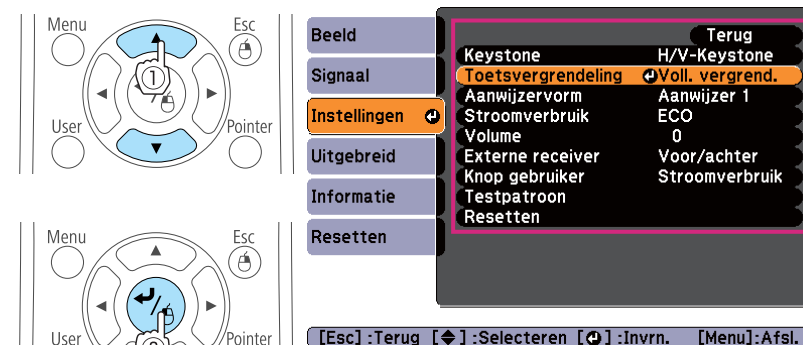 Menu
Esc
User
Pointer
1
Menu
Esc
User
Pointer
Beeld
Signaal
Instellingen
Uitgebreid
Informatie
Resetten
Terug
Keystone H/V-Keystone
Toetsvergrendeling Voll. vergrend.
Aanwijzervorm Aanwijzer 1
Stroomverbruik ECO
Volume 0
Externe receiver Voor/achter
Knop gebruiker Stroomverbruik
Testpatroon
Resetten
[Esc] :Terug [◆] :Selecteren [⏎] :Invrn. [Menu]:Afsl.